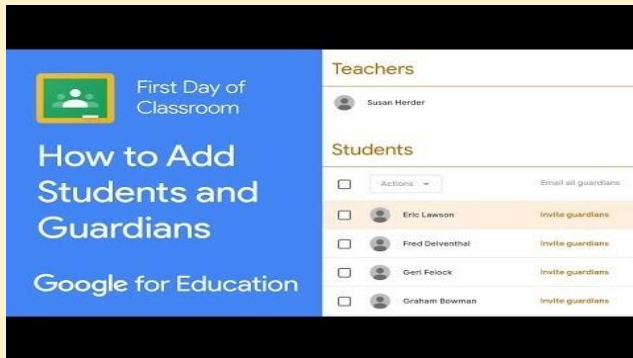 First Day of
Classroom
How to Add
Students and
Guardians
Google for Education
Teachers
Susan Herder
Students
Actions
Email all guardians
Eric Lawson
Invite guardians
Fred Delventhal
Invite guardians
Geri Felock
Invite guardians
Graham Bowman
Invite guardians